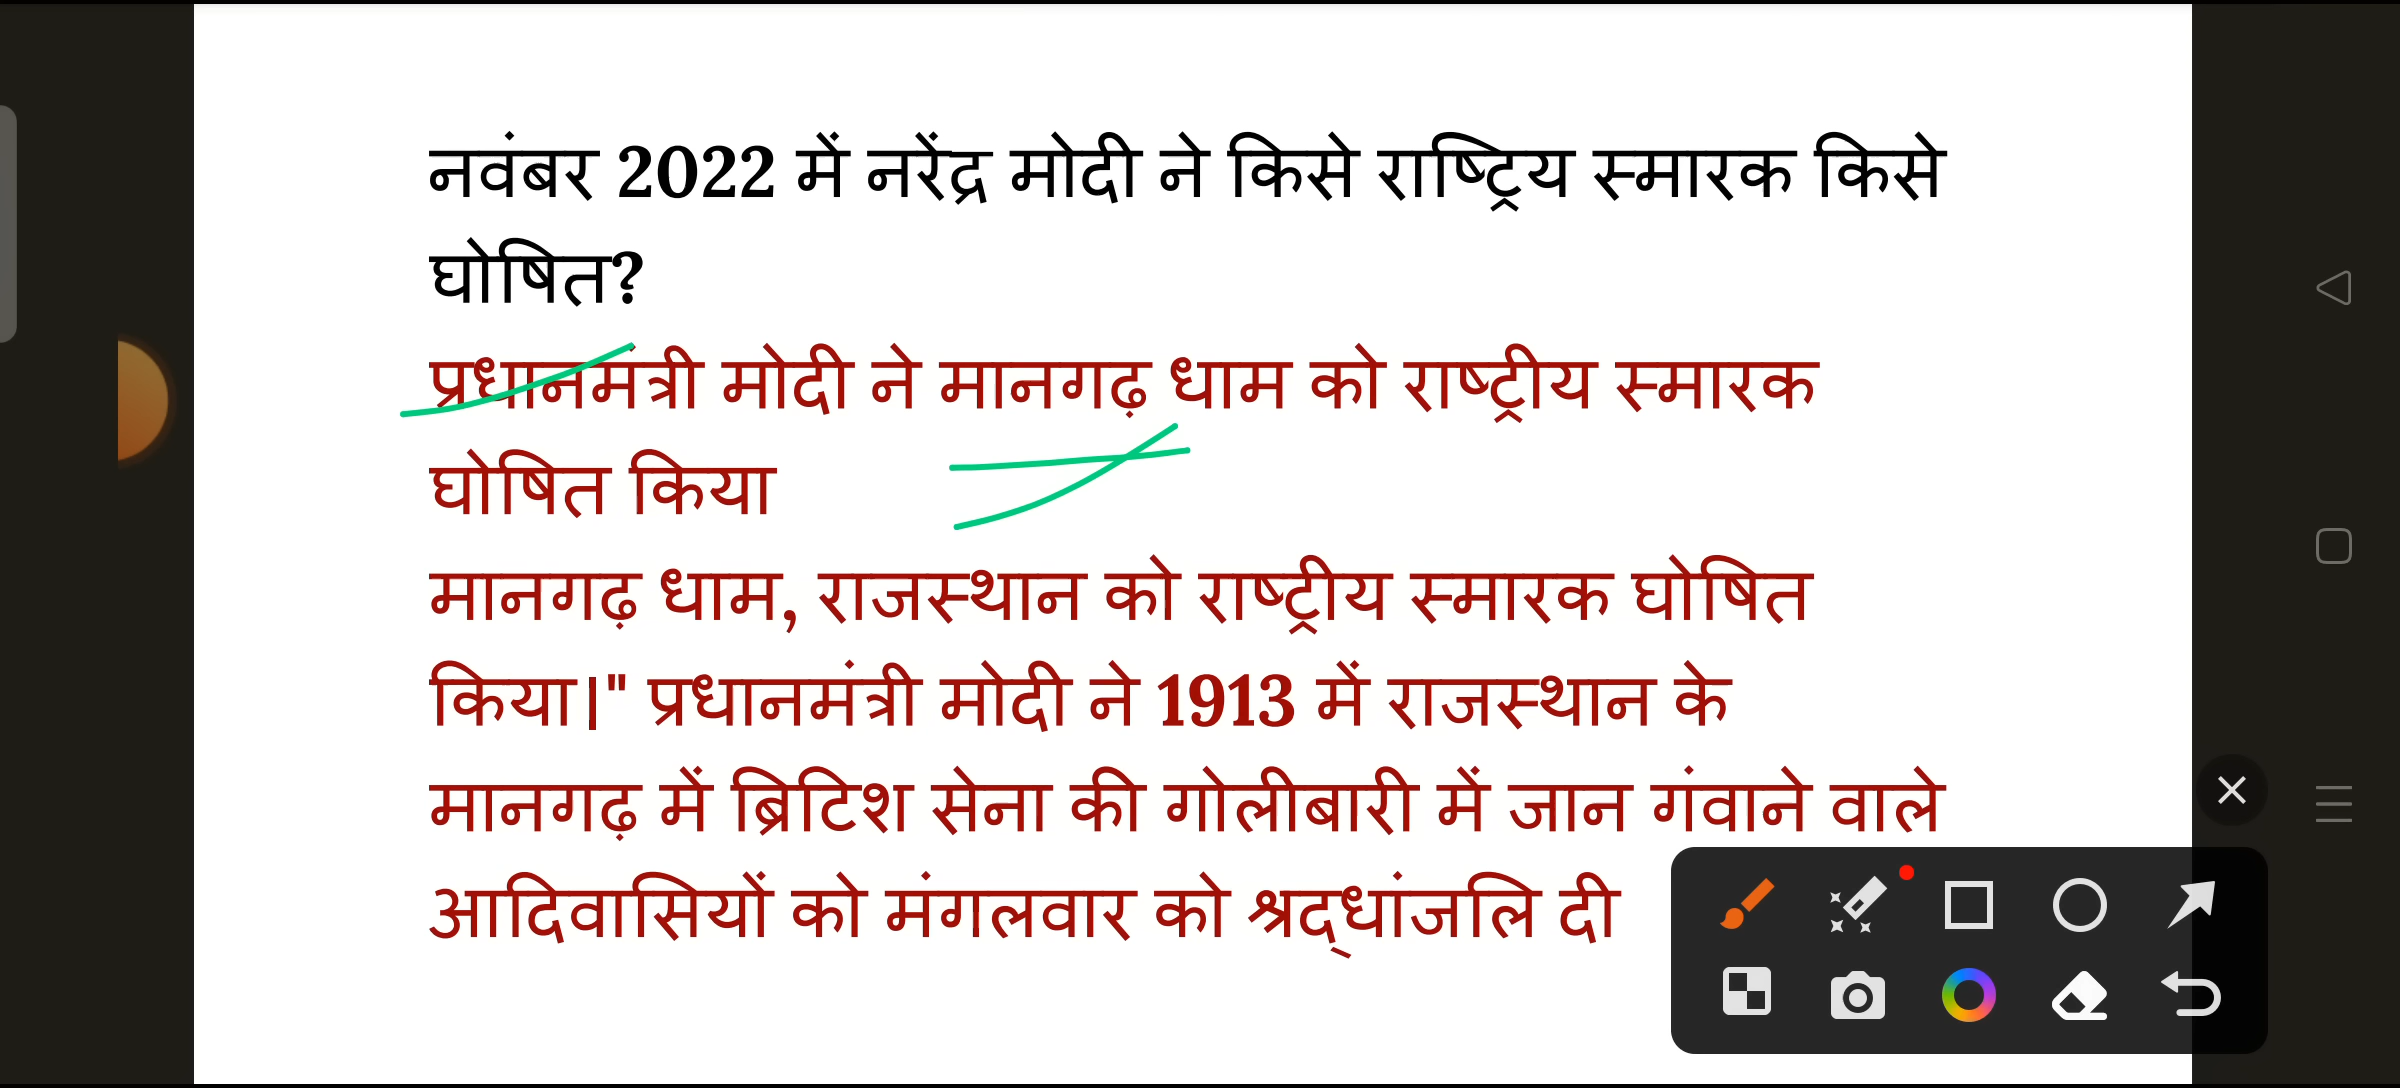 नवंबर 2022 में नरेंद्र मोदी ने किसे राष्ट्रिय स्मारक किसे
घोषित?
प्रधानमंत्री मोदी ने मानगढ़ धाम को राष्ट्रीय स्मारक
घोषित किया
मानगढ़ धाम, राजस्थान को राष्ट्रीय स्मारक घोषित
किया|" प्रधानमंत्री मोदी ने 1913 में राजस्थान के
मानगढ़ में ब्रिटिश सेना की गोलीबारी में जान गंवाने वाले
आदिवासियों को मंगलवार को श्रद्धांजलि दी